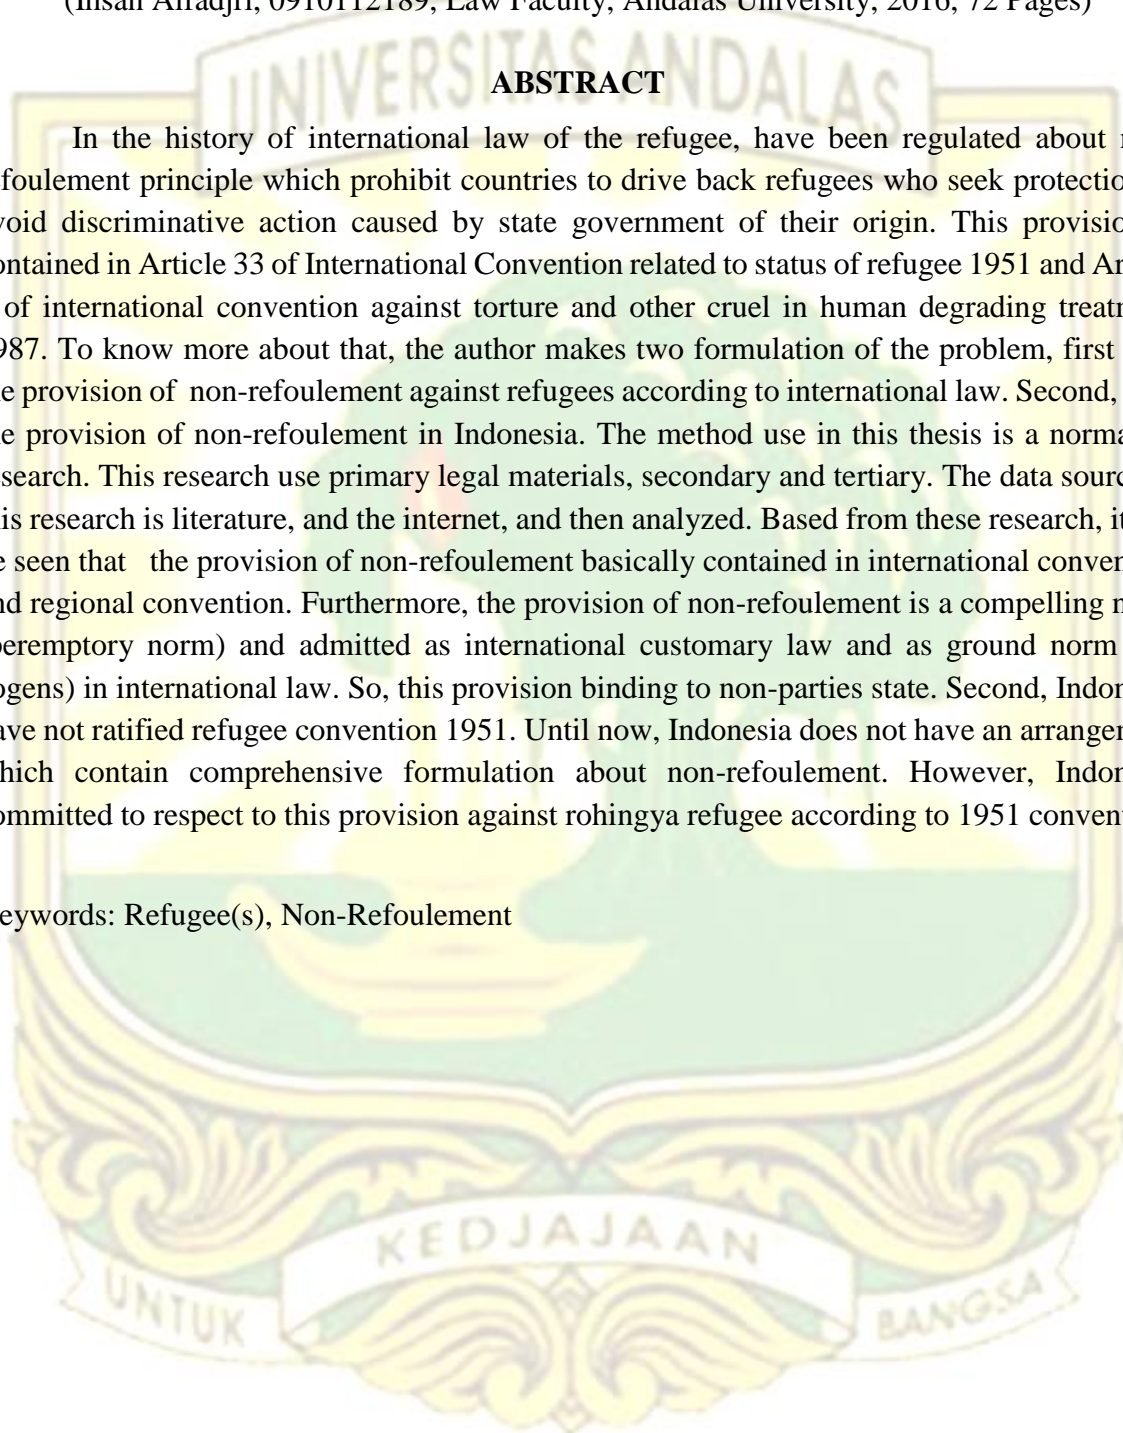 (Ihsan Alfadjri, 0910112189, Law Faculty, Andalas University, 2016, 72 Pages)
UNIVERSITAS ANDALAS
ABSTRACT
In the history of international law of the refugee, have been regulated about
foulement principle which prohibit countries to drive back refugees who seek protectio
void discriminative action caused by state government of their origin. This provisio
ontained in Article 33 of International Convention related to status of refugee 1951 and Ar
of international convention against torture and other cruel in human degrading treatm
987. To know more about that, the author makes two formulation of the problem, first
e provision of non-refoulement against refugees according to international law. Second,
e provision of non-refoulement in Indonesia. The method use in this thesis is a norma
search. This research use primary legal materials, secondary and tertiary. The data sourc
is research is literature, and the internet, and then analyzed. Based from these research, it
e seen that the provision of non-refoulement basically contained in international conven
nd regional convention. Furthermore, the provision of non-refoulement is a compelling n
peremptory norm) and admitted as international customary law and as ground norm
ogens) in international law. So, this provision binding to non-parties state. Second, Indon
ave not ratified refugee convention 1951. Until now, Indonesia does not have an arrangem
hich contain comprehensive formulation about non-refoulement. However, Indon
ommitted to respect to this provision against rohingya refugee according to 1951 convent
eywords: Refugee(s), Non-Refoulement
KEDJAJAAN
UNTUK BANGSA